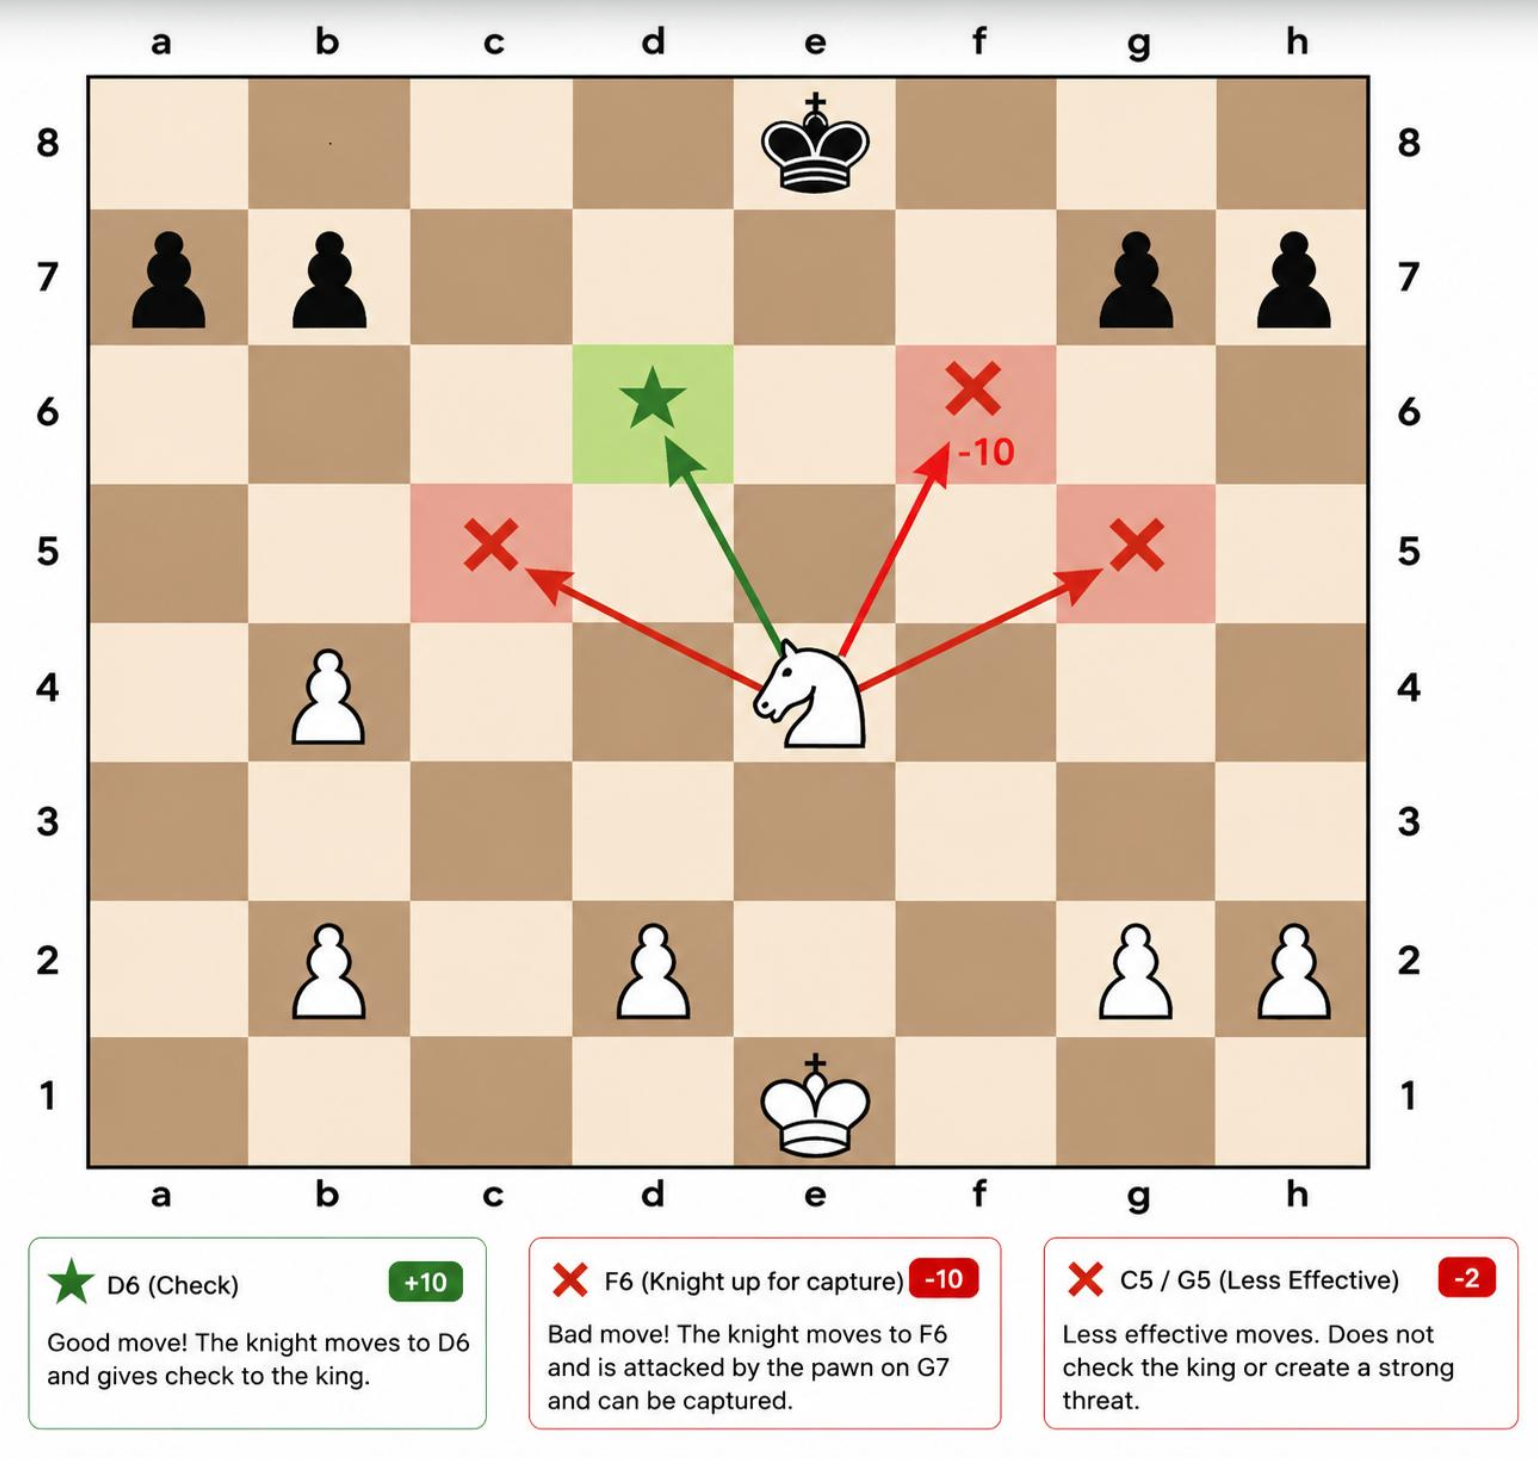 a b c d e f g h
8 8
7 7
6 6
-10
5 5
4 4
3 3
2 2
1 1
a b c d e f g h
D6 (Check) +10
Good move! The knight moves to D6
and gives check to the king.
F6 (Knight up for capture) -10
Bad move! The knight moves to F6
and is attacked by the pawn on G7
and can be captured.
C5 / G5 (Less Effective) -2
Less effective moves. Does not
check the king or create a strong
threat.